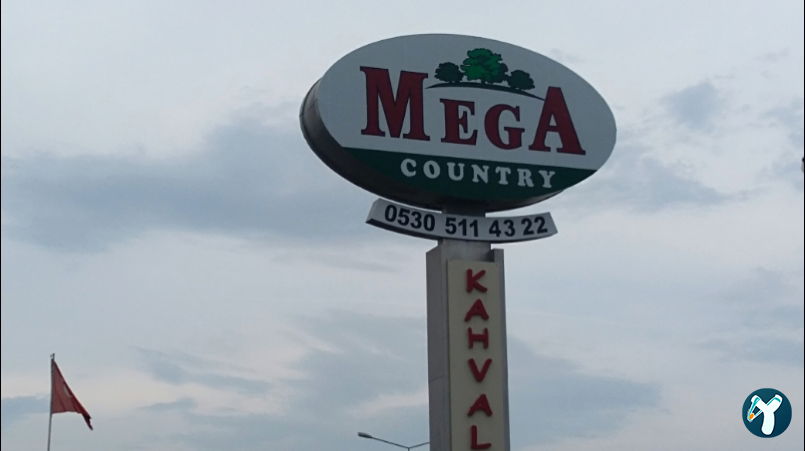 MEGA
COUNTRY
0530 511 43 22
KAHVAL